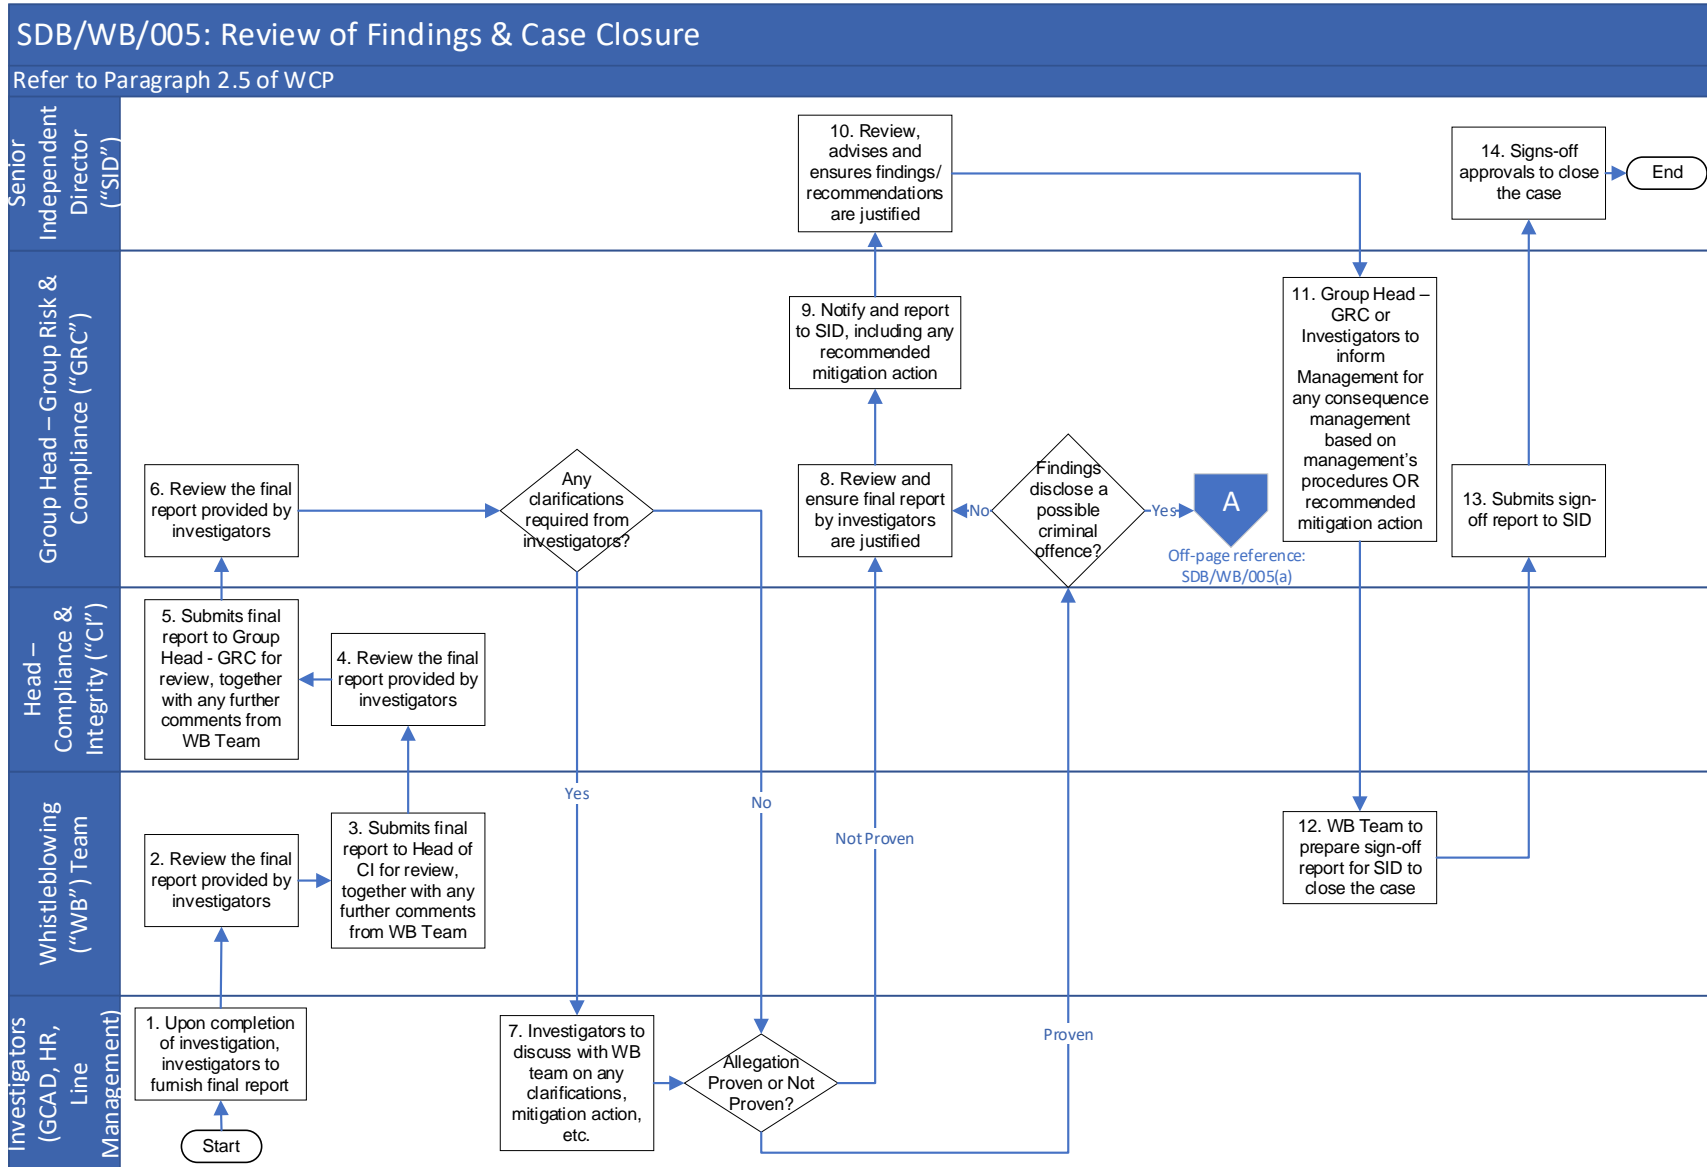 SDB/WB/005: Review of Findings & Case Closure
Refer to Paragraph 2.5 of WCP
Senior
Independent
Director
(“SID”)
10. Review,
advises and
ensures findings/
recommendations
are justified
14. Signs-off
approvals to close
the case
End
Group Head – Group Risk &
Compliance (“GRC”)
6. Review the final
report provided by
investigators
Any
clarifications
required from
investigators?
9. Notify and report
to SID, including any
recommended
mitigation action
8. Review and
ensure final report
by investigators
are justified
No
Findings
disclose a
possible
criminal
offence?
Yes
A
Off-page reference:
SDB/WB/005(a)
11. Group Head –
GRC or
Investigators to
inform
Management for
any consequence
management
based on
management’s
procedures OR
recommended
mitigation action
13. Submits sign-
off report to SID
Head –
Compliance &
Integrity (“CI”)
5. Submits final
report to Group
Head - GRC for
review, together
with any further
comments from
WB Team
4. Review the final
report provided by
investigators
Whistleblowing
(“WB”) Team
2. Review the final
report provided by
investigators
3. Submits final
report to Head of
CI for review,
together with any
further comments
from WB Team
Yes
No
Not Proven
12. WB Team to
prepare sign-off
report for SID to
close the case
Investigators
(GCAD, HR,
Line
Management)
1. Upon completion
of investigation,
investigators to
furnish final report
Start
7. Investigators to
discuss with WB
team on any
clarifications,
mitigation action,
etc.
Allegation
Proven or Not
Proven?
Proven